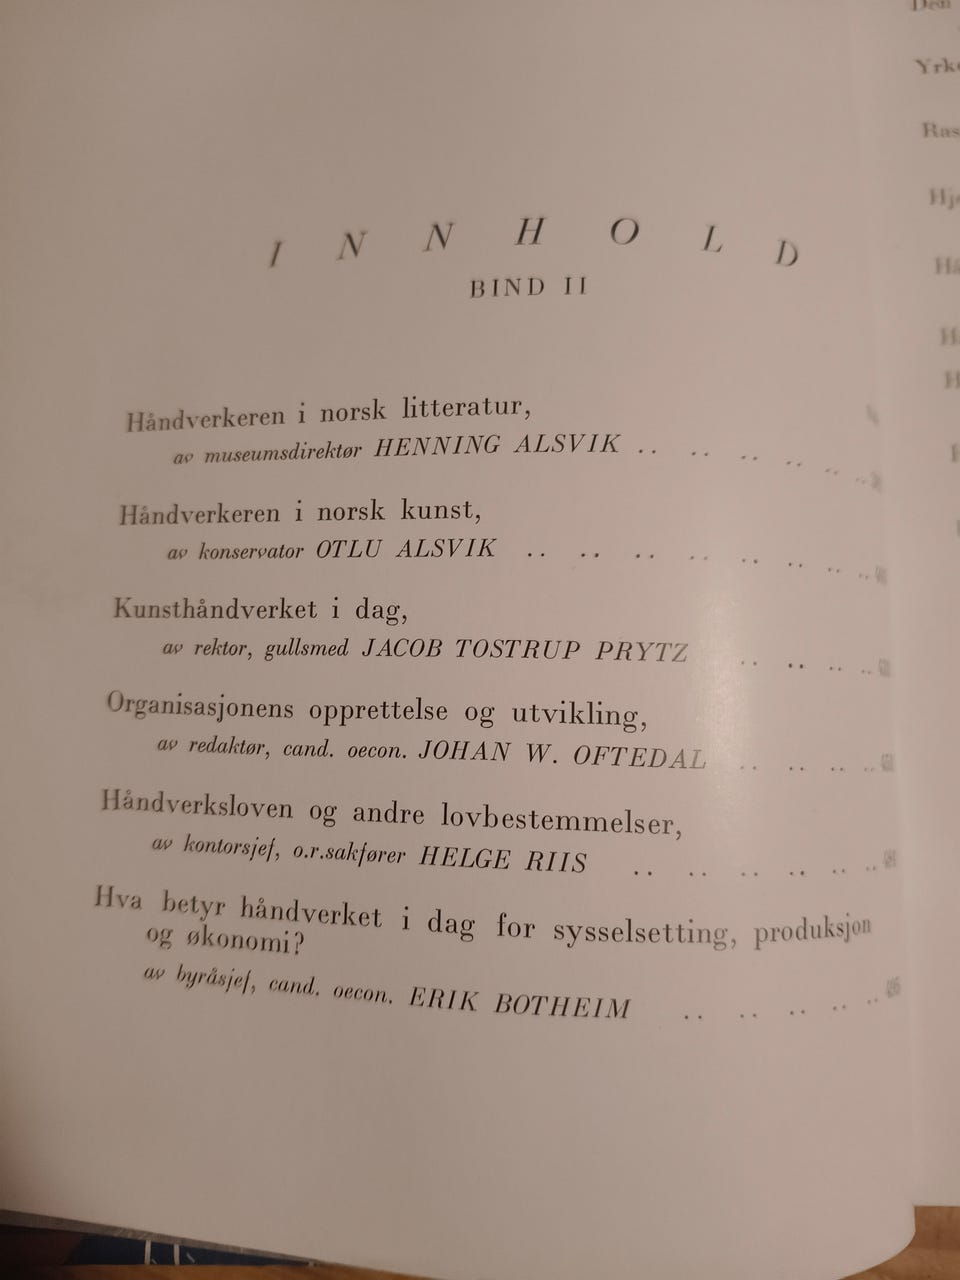 INNHOLD
BIND II
Håndverkeren i norsk litteratur,
av museumsdirektør HENNING ALSVIK .. .. .. .. .. ..
Håndverkeren i norsk kunst,
av konservator OTLU ALSVIK .. .. .. .. .. .. .. ..
Kunsthåndverket i dag,
av rektor, gullsmed JACOB TOSTRUP PRYTZ .. .. .. ..
Organisasjonens opprettelse og utvikling,
av redaktør, cand. oecon. JOHAN W. OFTEDAL .. .. .. ..
Håndverksloven og andre lovbestemmelser,
av kontorsjef, o.r.sakfører HELGE RIIS .. .. .. .. .. ..
Hva betyr håndverket i dag for sysselsetting, produksjon
og økonomi?
av byråsjef, cand. oecon. ERIK BOTHEIM .. .. .. .. ..